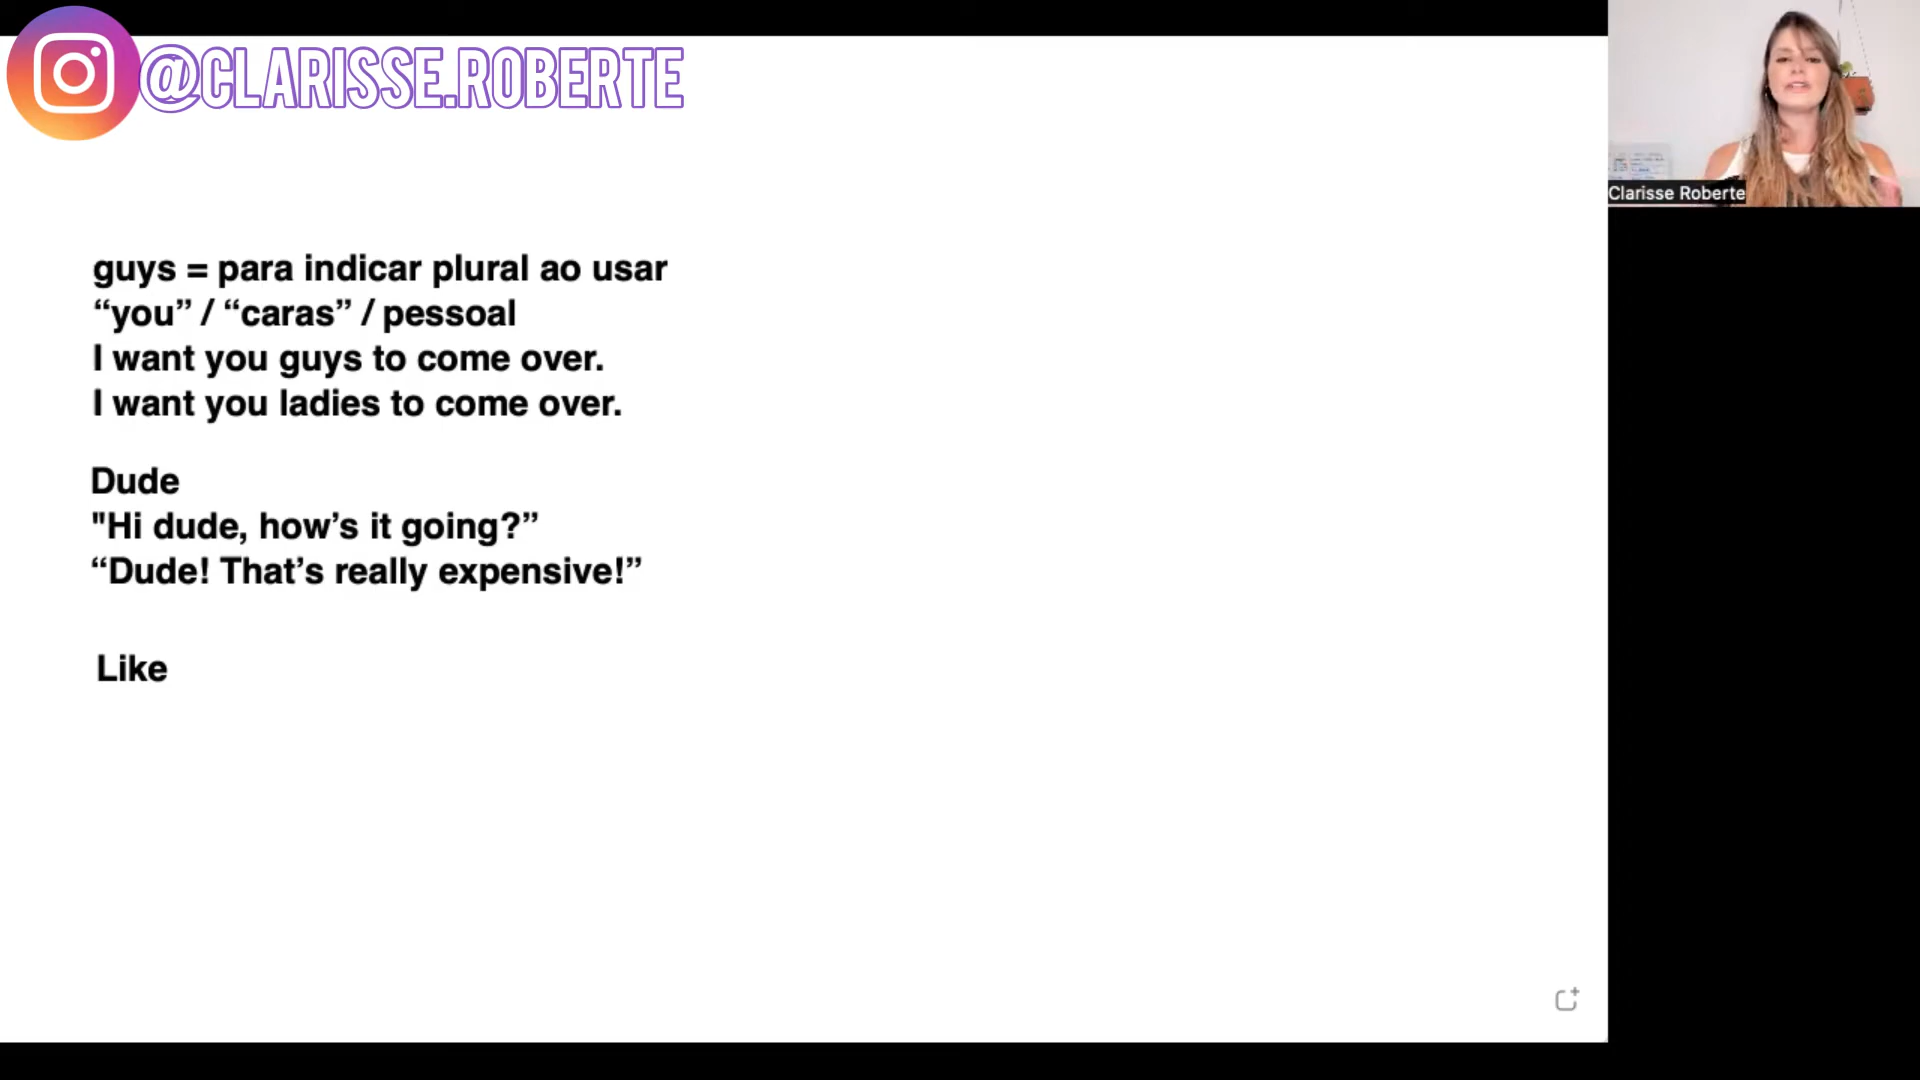 @CLARISSE.ROBERTE
Clarisse Roberte
guys = para indicar plural ao usar
“you” / “caras” / pessoal
I want you guys to come over.
I want you ladies to come over.
Dude
"Hi dude, how’s it going?”
“Dude! That’s really expensive!”
Like